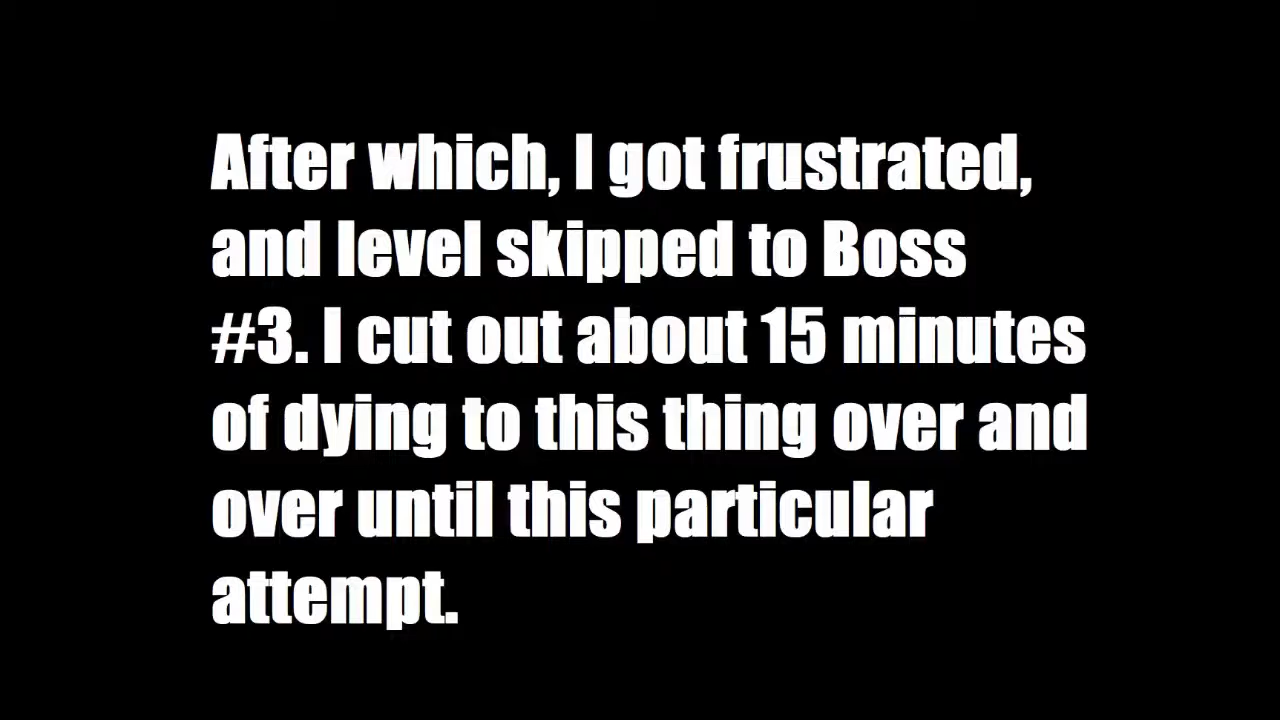 After which, I got frustrated,
and level skipped to Boss
#3. I cut out about 15 minutes
of dying to this thing over and
over until this particular
attempt.